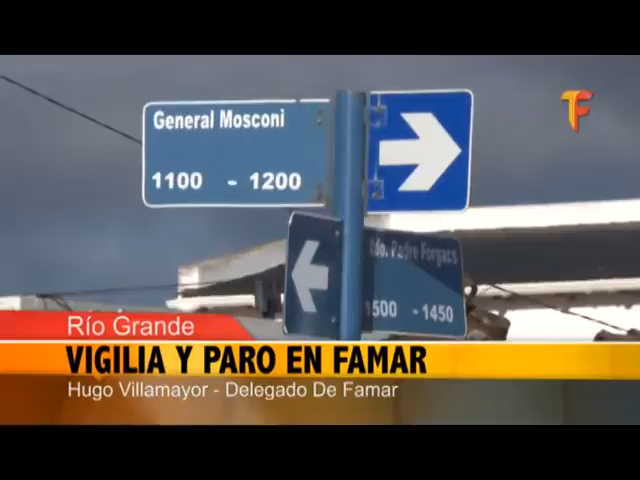 General Mosconi
1100 - 1200
Padre Forgacs
1500 - 1450
TF
Río Grande
VIGILIA Y PARO EN FAMAR
Hugo Villamayor - Delegado De Famar